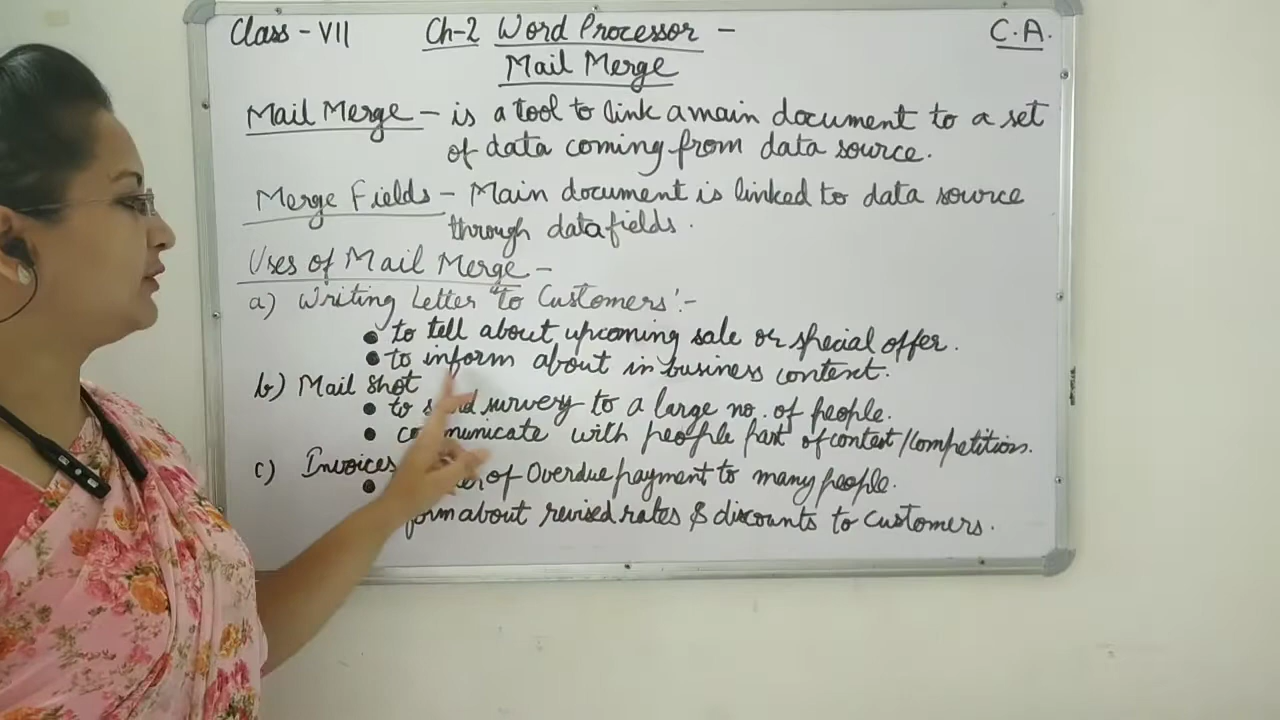 Class - VII Ch-2 Word Processor - C.A.
Mail Merge
Mail Merge - is a tool to link a main document to a set
of data coming from data source.
Merge Fields - Main document is linked to data source
through data fields.
Uses of Mail Merge -
a) Writing Letter "to Customers":-
• to tell about upcoming sale or special offer.
• to inform about in business content.
b) Mail shot
• to survey to a large no. of people.
• communicate with people part of contest/competitions.
c) Invoices
• of Overdue payment to many people.
about revised rates & discounts to customers.